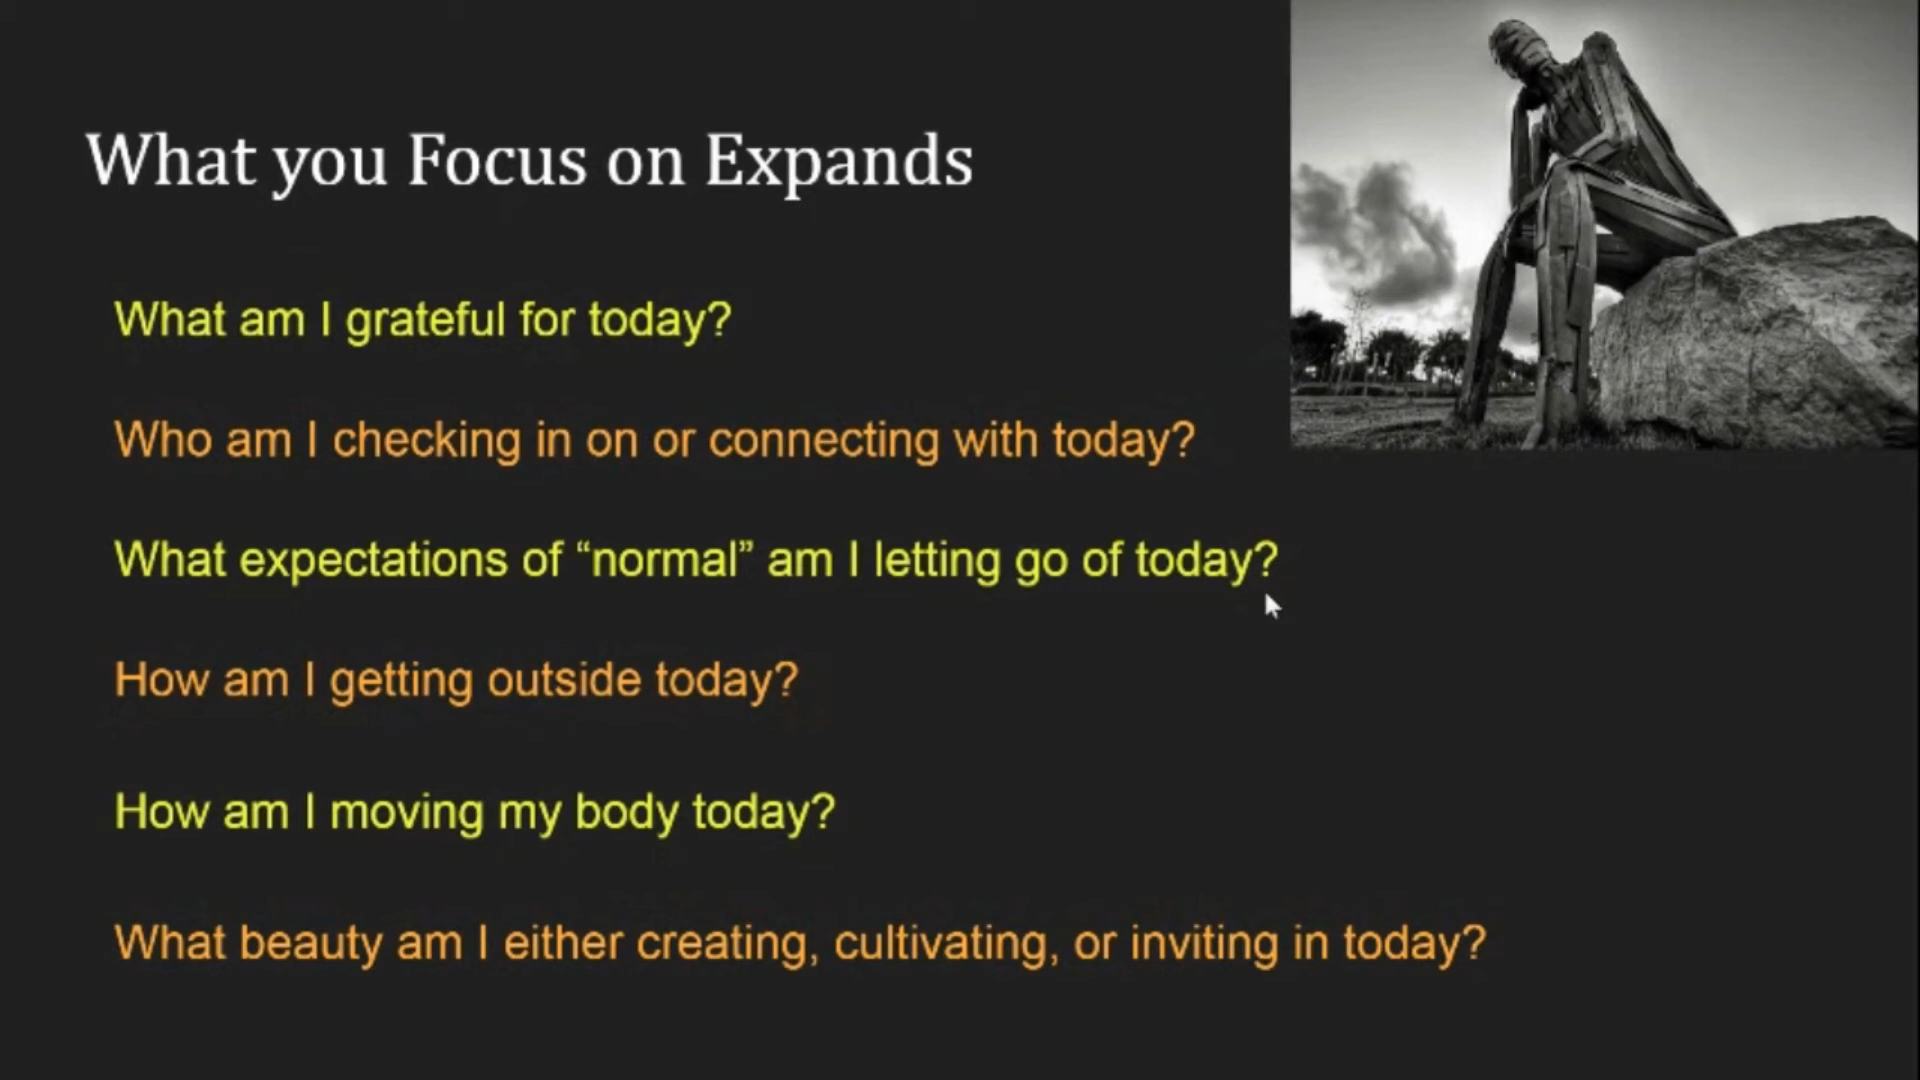 What you Focus on Expands
What am I grateful for today?
Who am I checking in on or connecting with today?
What expectations of “normal” am I letting go of today?
How am I getting outside today?
How am I moving my body today?
What beauty am I either creating, cultivating, or inviting in today?